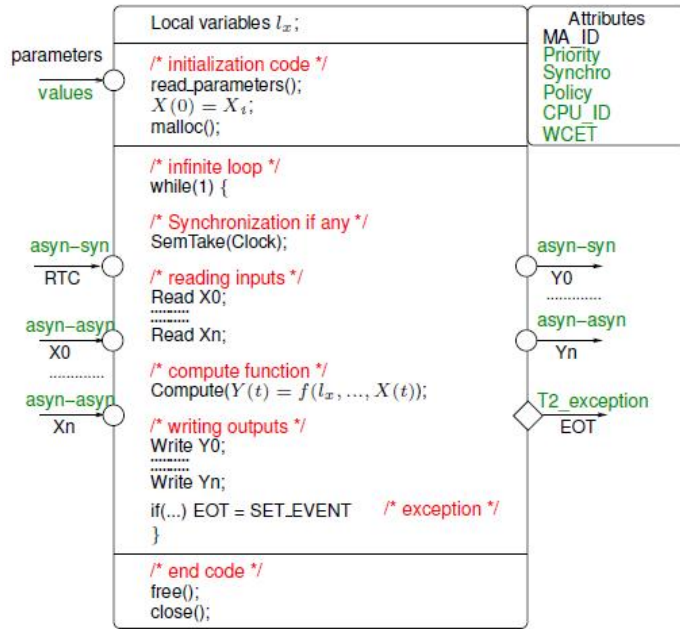 Local variables l_x;
Attributes
MA_ID
Priority
Synchro
Policy
CPU_ID
WCET
parameters
values
/* initialization code */
read_parameters();
X(0) = X_i;
malloc();
/* infinite loop */
while(1) {
/* Synchronization if any */
SemTake(Clock);
asyn−syn
RTC
/* reading inputs */
Read X0;
..........
Read Xn;
asyn−asyn
X0
.............
asyn−asyn
Xn
/* compute function */
Compute(Y(t) = f(l_x, ..., X(t));
/* writing outputs */
Write Y0;
..........
Write Yn;
if(...) EOT = SET_EVENT /* exception */
}
asyn−syn
Y0
.............
asyn−asyn
Yn
T2_exception
EOT
/* end code */
free();
close();